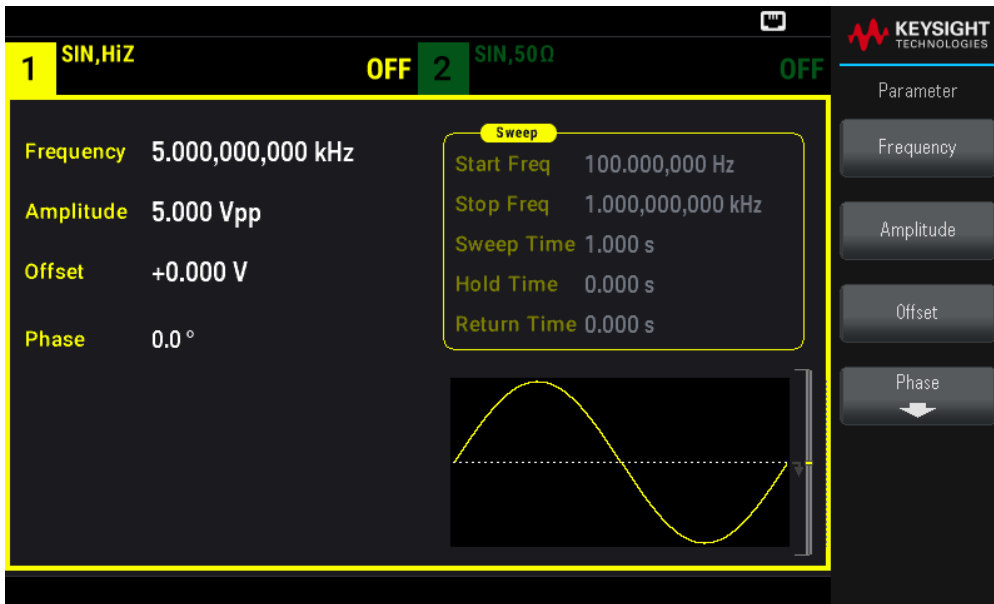 KEYSIGHT
TECHNOLOGIES
1 SIN,HiZ OFF 2 SIN,50Ω OFF
Parameter
Frequency 5.000,000,000 kHz
Amplitude 5.000 Vpp
Offset +0.000 V
Phase 0.0 °
Sweep
Start Freq 100.000,000 Hz
Stop Freq 1.000,000,000 kHz
Sweep Time 1.000 s
Hold Time 0.000 s
Return Time 0.000 s
Frequency
Amplitude
Offset
Phase